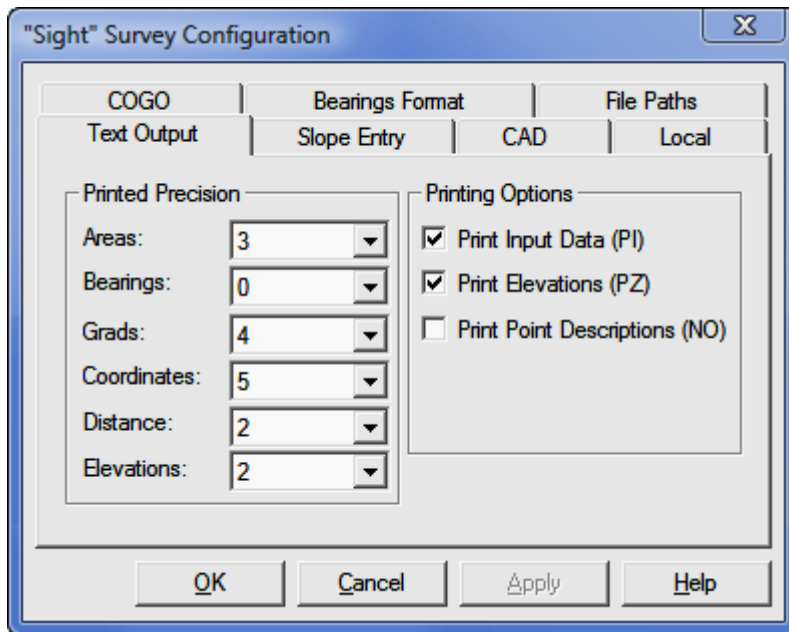 "Sight" Survey Configuration
COGO Bearings Format File Paths
Text Output Slope Entry CAD Local
Printed Precision
Areas: 3
Bearings: 0
Grads: 4
Coordinates: 5
Distance: 2
Elevations: 2
Printing Options
Print Input Data (PI)
Print Elevations (PZ)
Print Point Descriptions (NO)
OK Cancel Apply Help